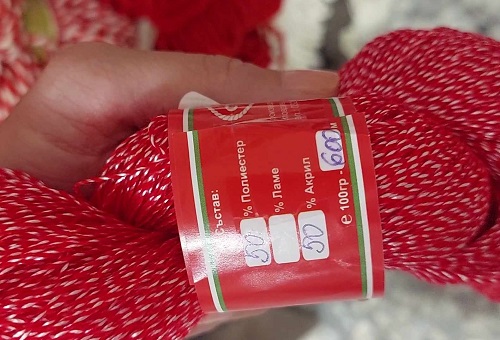 Състав:
50 % Полиестер
% Ламе
50 % Акрил
e 100гр - 600 м